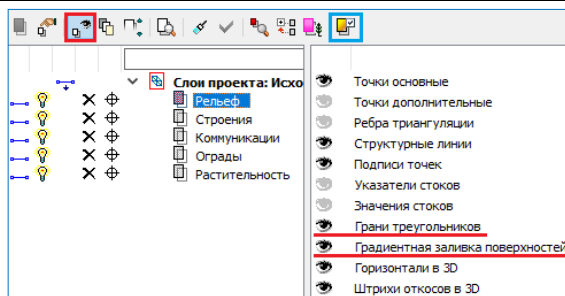 Слои проекта: Исхо
Рельеф
Строения
Коммуникации
Ограды
Растительность
Точки основные
Точки дополнительные
Ребра триангуляции
Структурные линии
Подписи точек
Указатели стоков
Значения стоков
Грани треугольников
Градиентная заливка поверхностей
Горизонтали в 3D
Штрихи откосов в 3D